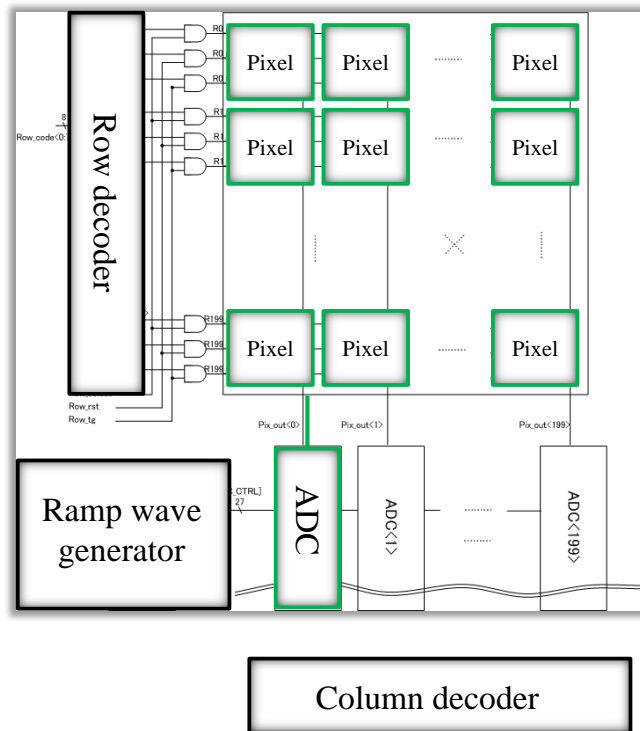 R0
R0
R0
Pixel
Pixel
Pixel
8
Row_code<0:
R1
R1
R1
Pixel
Pixel
Pixel
Row decoder
R199
R199
R199
Pixel
Pixel
Pixel
Row_rst
Row_tg
Pix_out<0>
Pix_out<1>
Pix_out<199>
Ramp wave
generator
_CTRL]
27
ADC
ADC<1>
ADC<199>
Column decoder